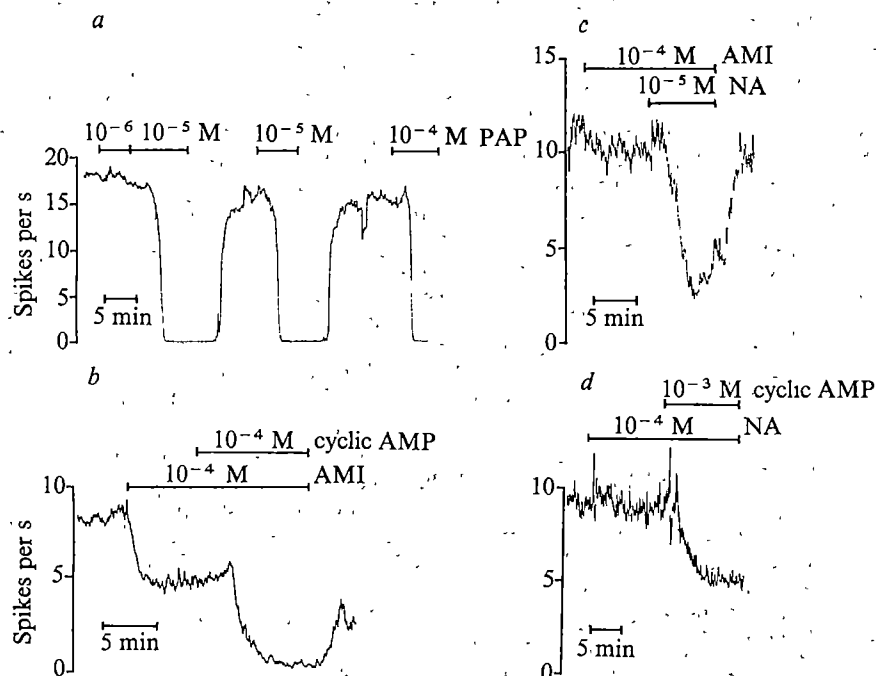 a
10⁻⁶ 10⁻⁵ M 10⁻⁵ M 10⁻⁴ M PAP
20
15
10
5
0
Spikes per s
5 min
c
15
10⁻⁴ M AMI
10⁻⁵ M NA
10
5
0
5 min
b
10⁻⁴ M cyclic AMP
10⁻⁴ M AMI
10
5
0
Spikes per s
5 min
d
10⁻³ M cyclic AMP
10⁻⁴ M NA
10
5
0
5 min